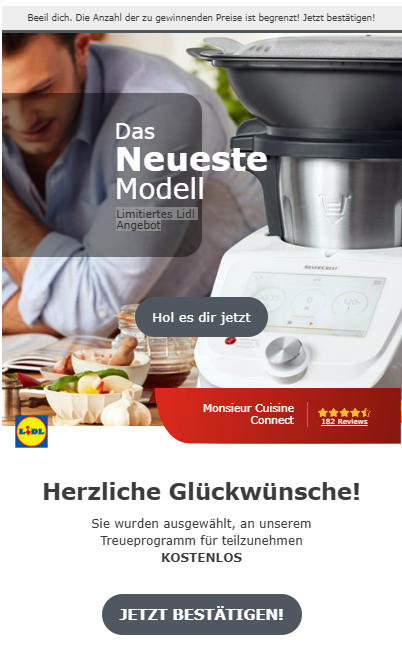 Beeil dich. Die Anzahl der zu gewinnenden Preise ist begrenzt! Jetzt bestätigen!
Das
Neueste
Modell
Limitiertes Lidl
Angebot
SILVERCREST
Hol es dir jetzt
Monsieur Cuisine
Connect
182 Reviews
LIDL
Herzliche Glückwünsche!
Sie wurden ausgewählt, an unserem
Treueprogramm für teilzunehmen
KOSTENLOS
JETZT BESTÄTIGEN!